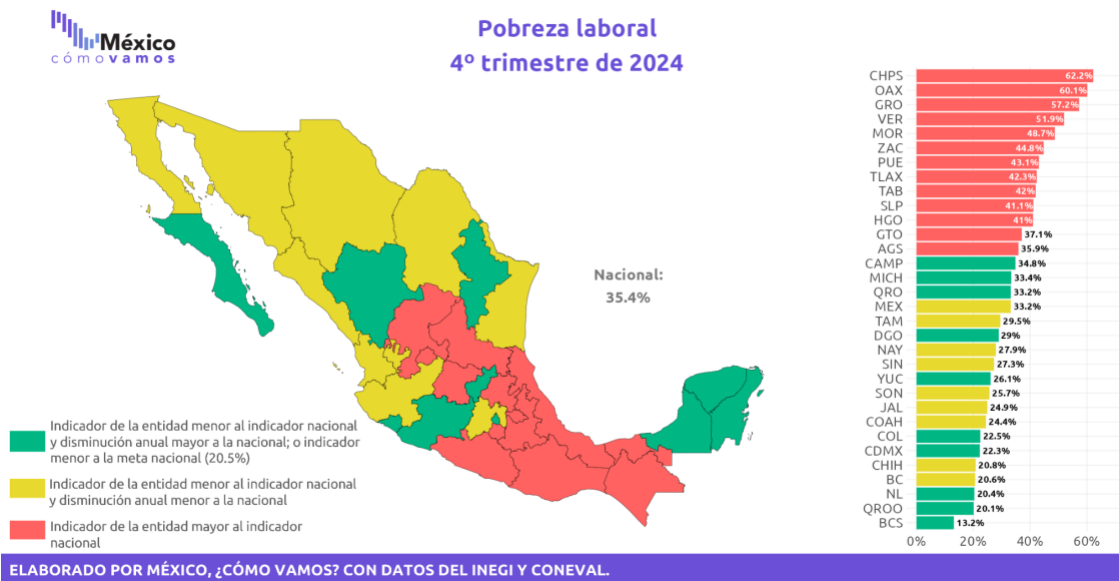 México
cómovamos
Pobreza laboral
4º trimestre de 2024
Nacional:
35.4%
Indicador de la entidad menor al indicador nacional
y disminución anual mayor a la nacional; o indicador
menor a la meta nacional (20.5%)
Indicador de la entidad menor al indicador nacional
y disminución anual menor a la nacional
Indicador de la entidad mayor al indicador
nacional
CHPS 62.2%
OAX 60.1%
GRO 57.2%
VER 51.9%
MOR 48.7%
ZAC 44.8%
PUE 43.1%
TLAX 42.3%
TAB 42%
SLP 41.1%
HGO 41%
GTO 37.1%
AGS 35.9%
CAMP 34.8%
MICH 33.4%
QRO 33.2%
MEX 33.2%
TAM 29.5%
DGO 29%
NAY 27.9%
SIN 27.3%
YUC 26.1%
SON 25.7%
JAL 24.9%
COAH 24.4%
COL 22.5%
CDMX 22.3%
CHIH 20.8%
BC 20.6%
NL 20.4%
QROO 20.1%
BCS 13.2%
0% 20% 40% 60%
ELABORADO POR MÉXICO, ¿CÓMO VAMOS? CON DATOS DEL INEGI Y CONEVAL.